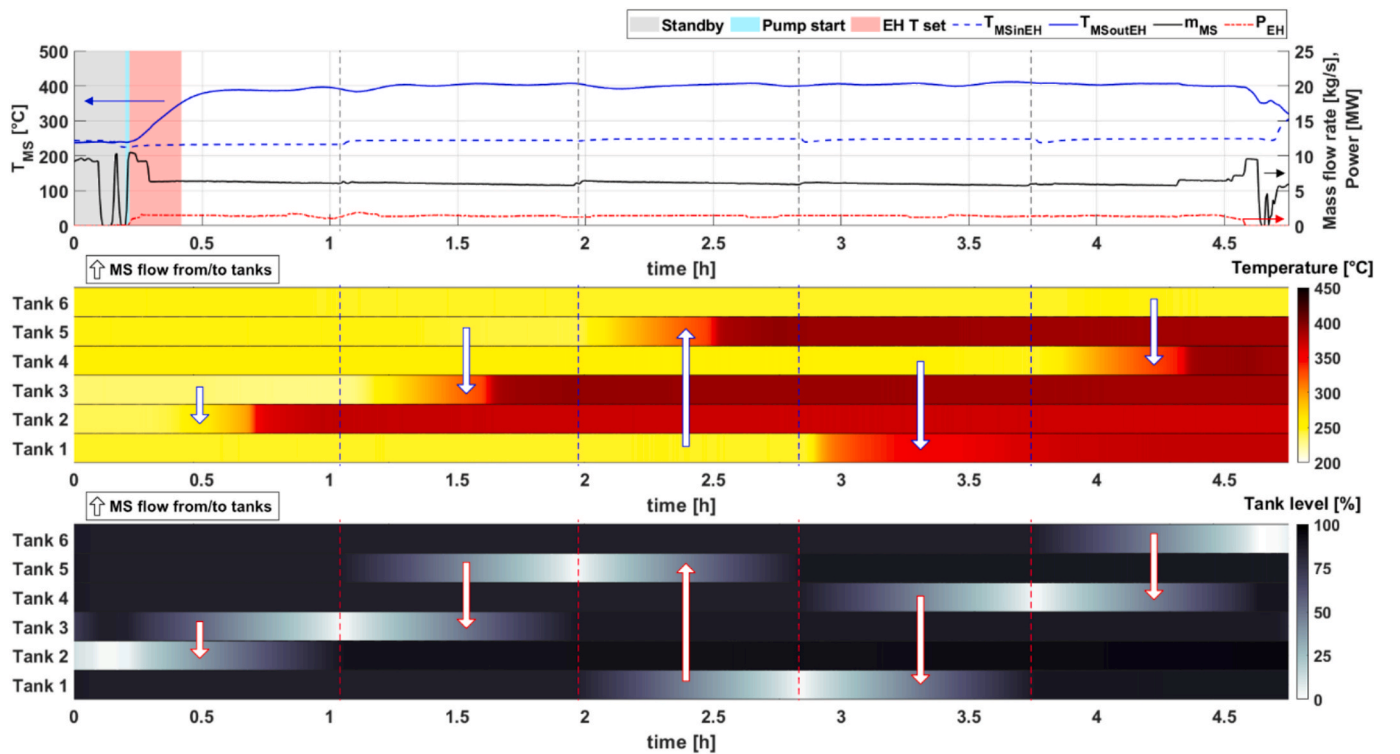 Standby Pump start EH T set T_MSinEH T_MSoutEH m_MS P_EH
500 25
400 20
300 15
200 10
100 5
0 0
T_MS [°C]
Mass flow rate [kg/s],
Power [MW]
0 0.5 1 1.5 2 2.5 3 3.5 4 4.5
time [h]
⇧ MS flow from/to tanks
Temperature [°C]
Tank 6
Tank 5
Tank 4
Tank 3
Tank 2
Tank 1
450
400
350
300
250
200
0 0.5 1 1.5 2 2.5 3 3.5 4 4.5
time [h]
⇧ MS flow from/to tanks
Tank level [%]
Tank 6
Tank 5
Tank 4
Tank 3
Tank 2
Tank 1
100
75
50
25
0
0 0.5 1 1.5 2 2.5 3 3.5 4 4.5
time [h]